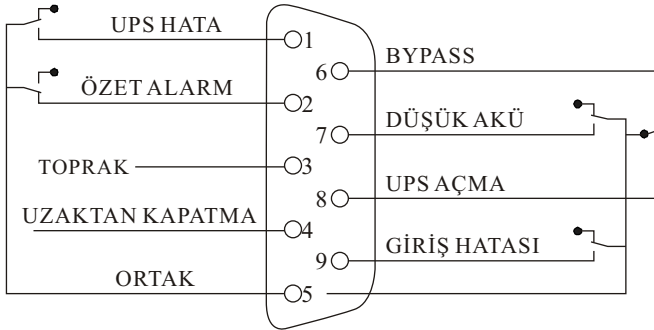 UPS HATA 1
6 BYPASS
ÖZET ALARM 2
7 DÜŞÜK AKÜ
TOPRAK 3
8 UPS AÇMA
UZAKTAN KAPATMA 4
9 GİRİŞ HATASI
ORTAK 5